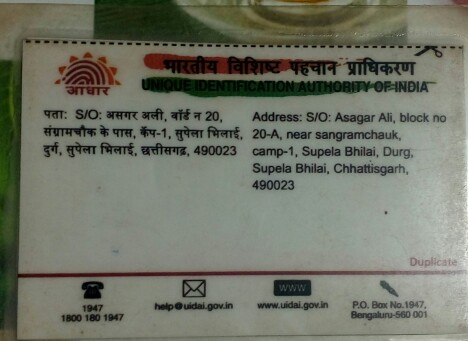 भारतीय विशिष्ट पहचान प्राधिकरण
आधार
UNIQUE IDENTIFICATION AUTHORITY OF INDIA
पता: S/O: असगर अली, वॉर्ड न 20,
संग्रामचौक के पास, कॅंप-1, सुपेला भिलाई,
दुर्ग, सुपेला भिलाई, छत्तीसगढ़, 490023
Address: S/O: Asagar Ali, block no
20-A, near sangramchauk,
camp-1, Supela Bhilai, Durg,
Supela Bhilai, Chhattisgarh,
490023
Duplicate
1947
1800 180 1947
help@uidai.gov.in
WWW
www.uidai.gov.in
P.O. Box No.1947,
Bengaluru-560 001